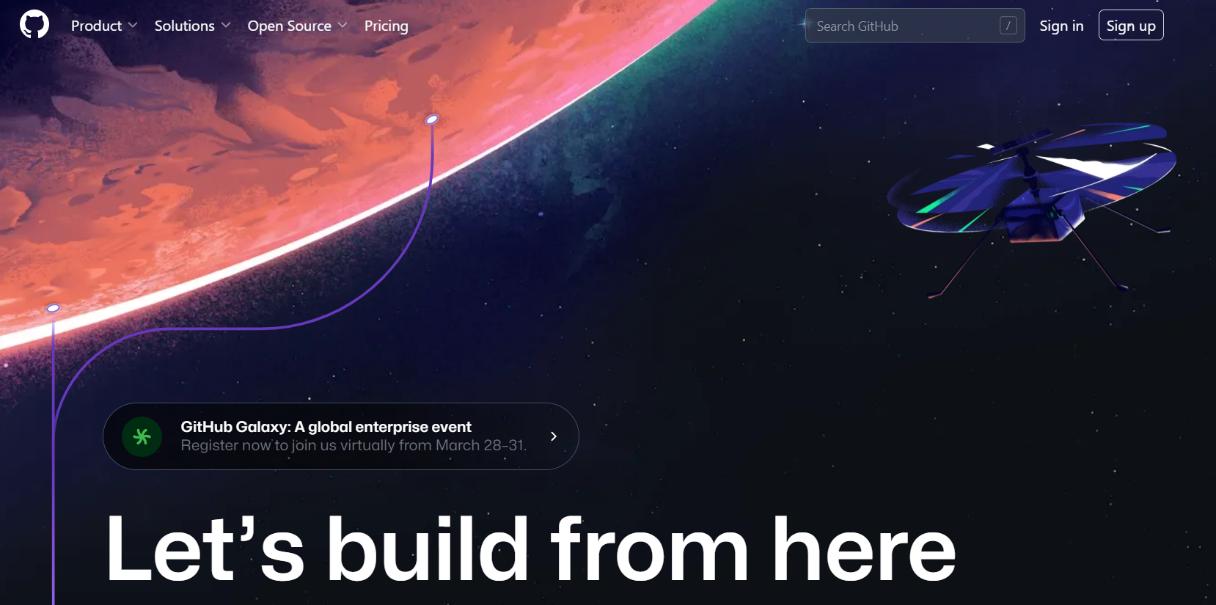 Product Solutions Open Source Pricing Search GitHub / Sign in Sign up
GitHub Galaxy: A global enterprise event
Register now to join us virtually from March 28–31.
Let’s build from here